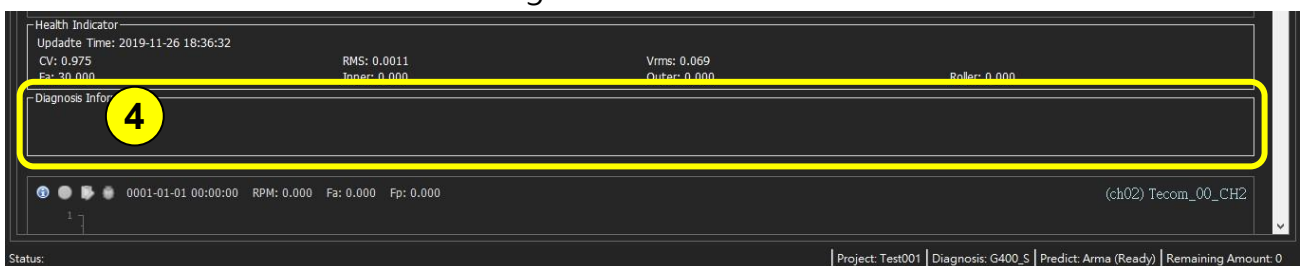 Health Indicator
Updadte Time: 2019-11-26 18:36:32
CV: 0.975 RMS: 0.0011 Vrms: 0.069
Fa: 30.000 Inner: 0.000 Outer: 0.000 Roller: 0.000
Diagnosis Infor
4
0001-01-01 00:00:00 RPM: 0.000 Fa: 0.000 Fp: 0.000 (ch02) Tecom_00_CH2
1
Status: Project: Test001 Diagnosis: G400_S Predict: Arma (Ready) Remaining Amount: 0